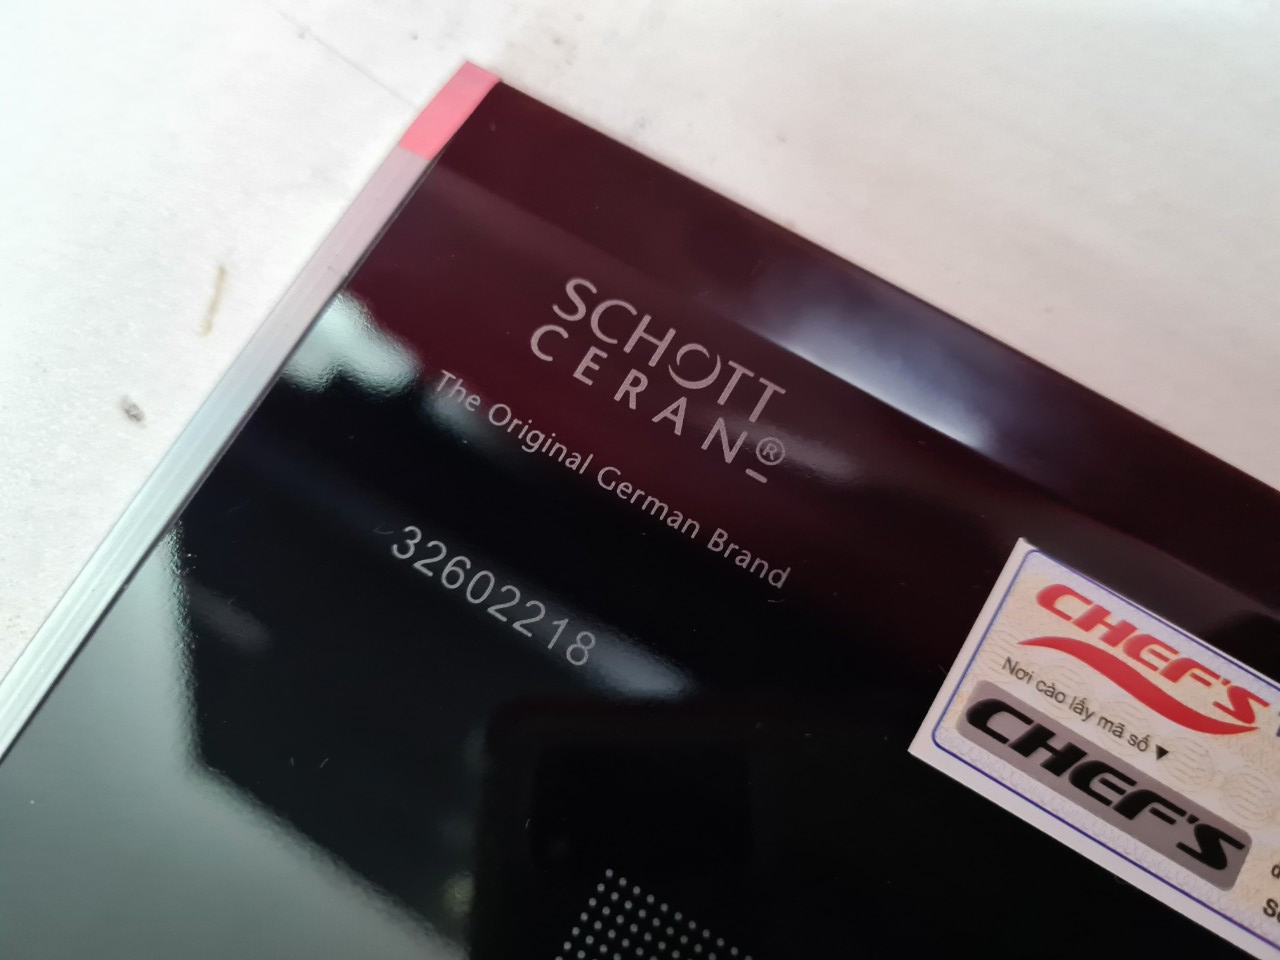 SCHOTT
CERAN®
The Original German Brand
32602218
CHEF'S
Nơi cào lấy mã số ▼
CHEF'S